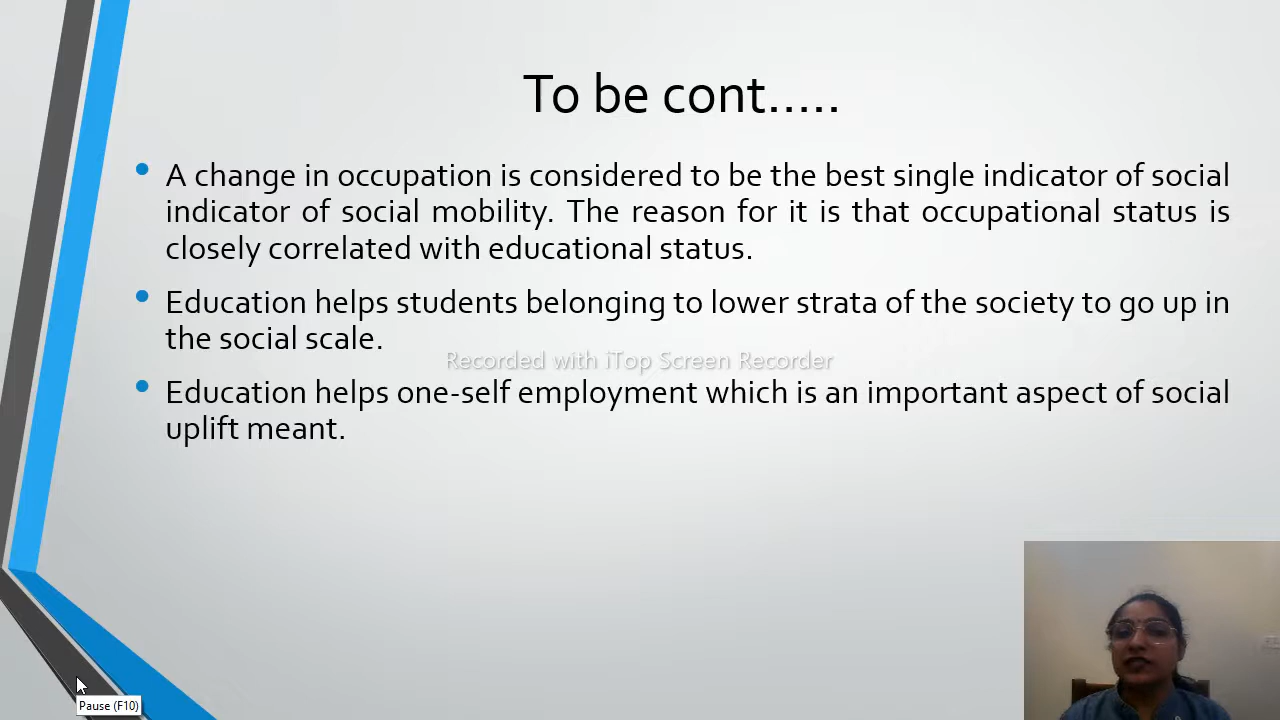 To be cont.....
• A change in occupation is considered to be the best single indicator of social
indicator of social mobility. The reason for it is that occupational status is
closely correlated with educational status.
• Education helps students belonging to lower strata of the society to go up in
the social scale.
Recorded with iTop Screen Recorder
• Education helps one-self employment which is an important aspect of social
uplift meant.
Pause (F10)